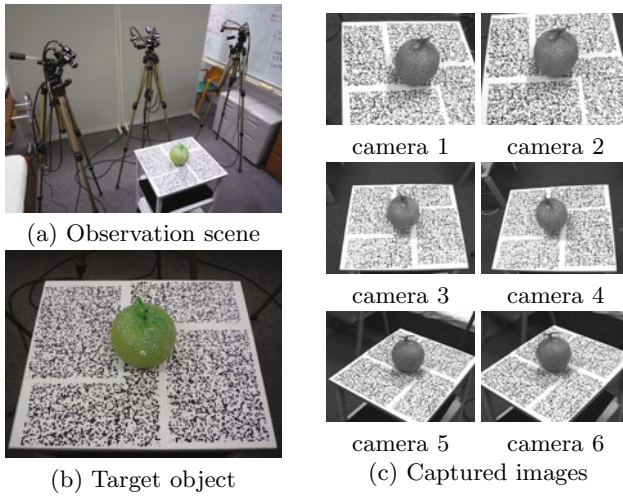 (a) Observation scene
(b) Target object
camera 1
camera 2
camera 3
camera 4
camera 5
camera 6
(c) Captured images